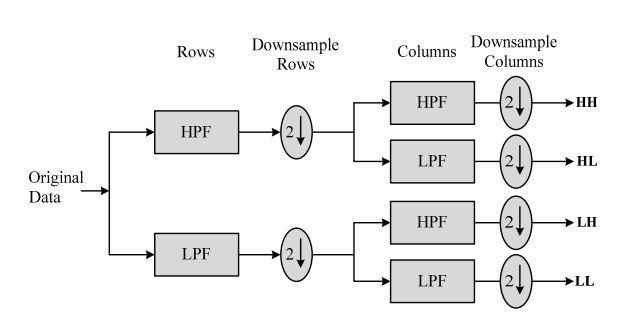 Rows
Downsample
Rows
Columns
Downsample
Columns
HPF
2
HPF
2
HH
LPF
2
HL
Original
Data
LPF
2
HPF
2
LH
LPF
2
LL